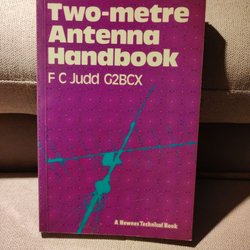 Two-metre
Antenna
Handbook
F C Judd G2BCX
A Newnes Technical Book